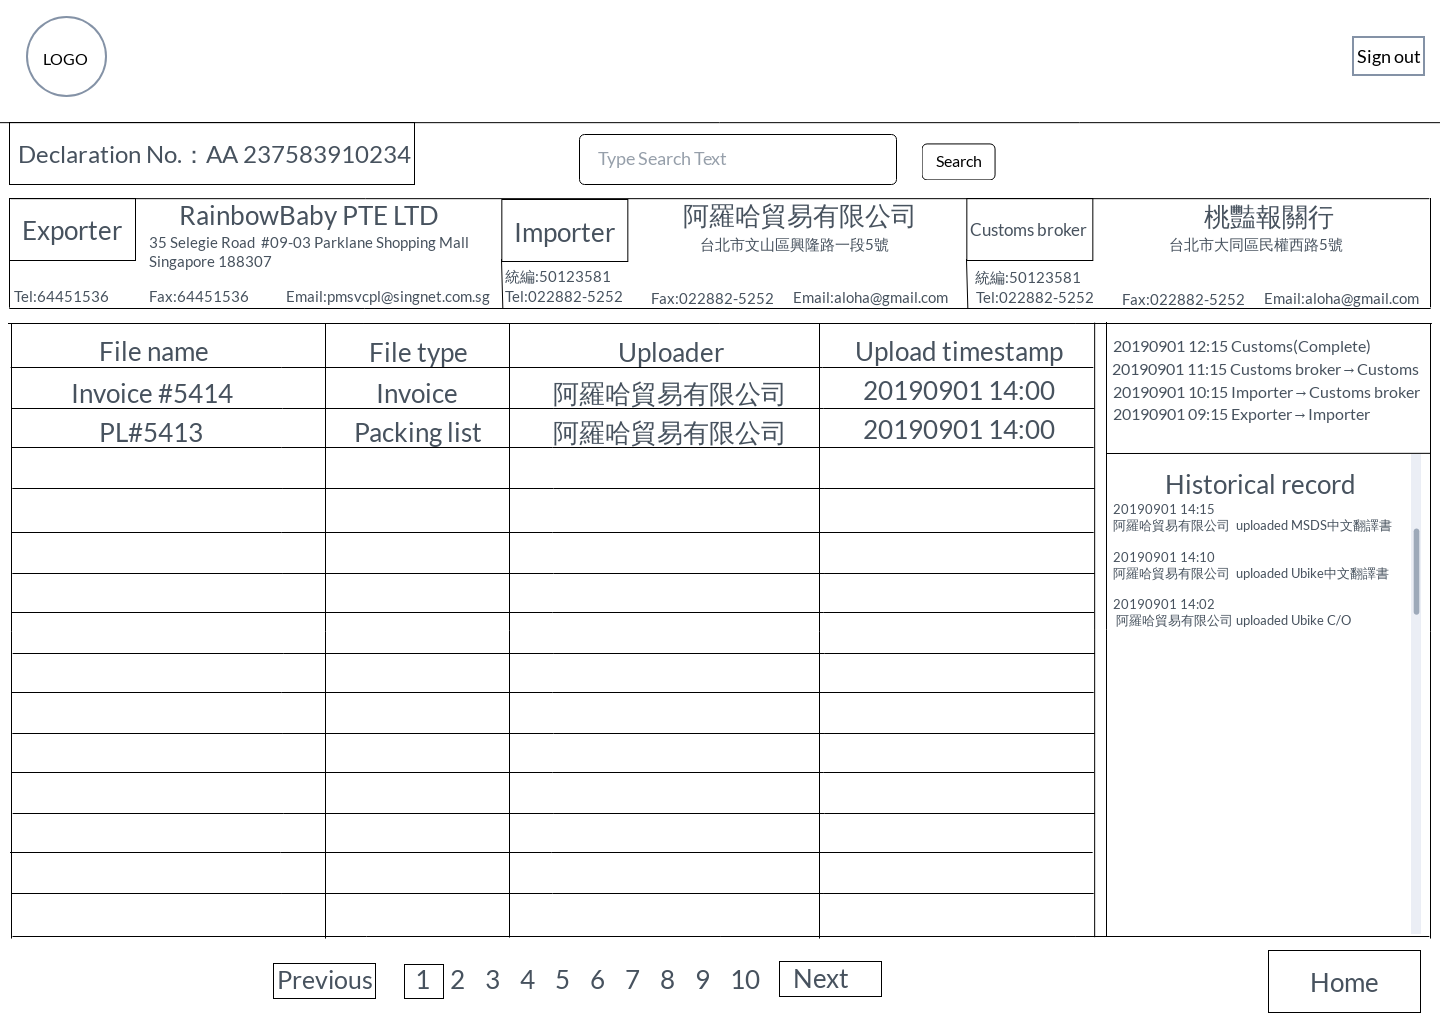 LOGO
Sign out
Declaration No.：AA 237583910234
Type Search Text
Search
Exporter
RainbowBaby PTE LTD
35 Selegie Road #09-03 Parklane Shopping Mall
Singapore 188307
Tel:64451536
Fax:64451536
Email:pmsvcpl@singnet.com.sg
Importer
阿羅哈貿易有限公司
台北市文山區興隆路一段5號
統編:50123581
Tel:022882-5252
Fax:022882-5252
Email:aloha@gmail.com
Customs broker
桃豔報關行
台北市大同區民權西路5號
統編:50123581
Tel:022882-5252
Fax:022882-5252
Email:aloha@gmail.com
File name
File type
Uploader
Upload timestamp
Invoice #5414
Invoice
阿羅哈貿易有限公司
20190901 14:00
PL#5413
Packing list
阿羅哈貿易有限公司
20190901 14:00
20190901 12:15 Customs(Complete)
20190901 11:15 Customs broker→Customs
20190901 10:15 Importer→Customs broker
20190901 09:15 Exporter→Importer
Historical record
20190901 14:15
阿羅哈貿易有限公司 uploaded MSDS中文翻譯書
20190901 14:10
阿羅哈貿易有限公司 uploaded Ubike中文翻譯書
20190901 14:02
阿羅哈貿易有限公司 uploaded Ubike C/O
Previous 1 2 3 4 5 6 7 8 9 10 Next
Home